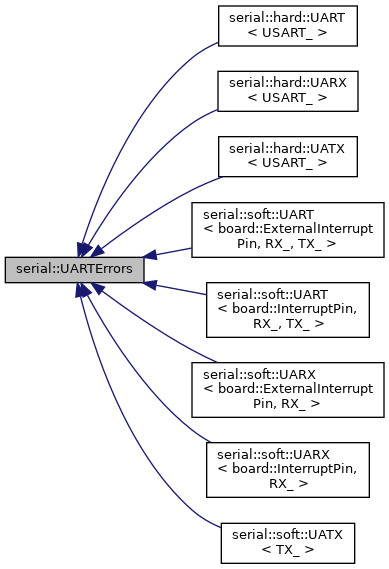 serial::hard::UART
< USART_ >
serial::hard::UARX
< USART_ >
serial::hard::UATX
< USART_ >
serial::soft::UART
< board::ExternalInterrupt
Pin, RX_, TX_ >
serial::UARTErrors
serial::soft::UART
< board::InterruptPin,
RX_, TX_ >
serial::soft::UARX
< board::ExternalInterrupt
Pin, RX_ >
serial::soft::UARX
< board::InterruptPin,
RX_ >
serial::soft::UATX
< TX_ >